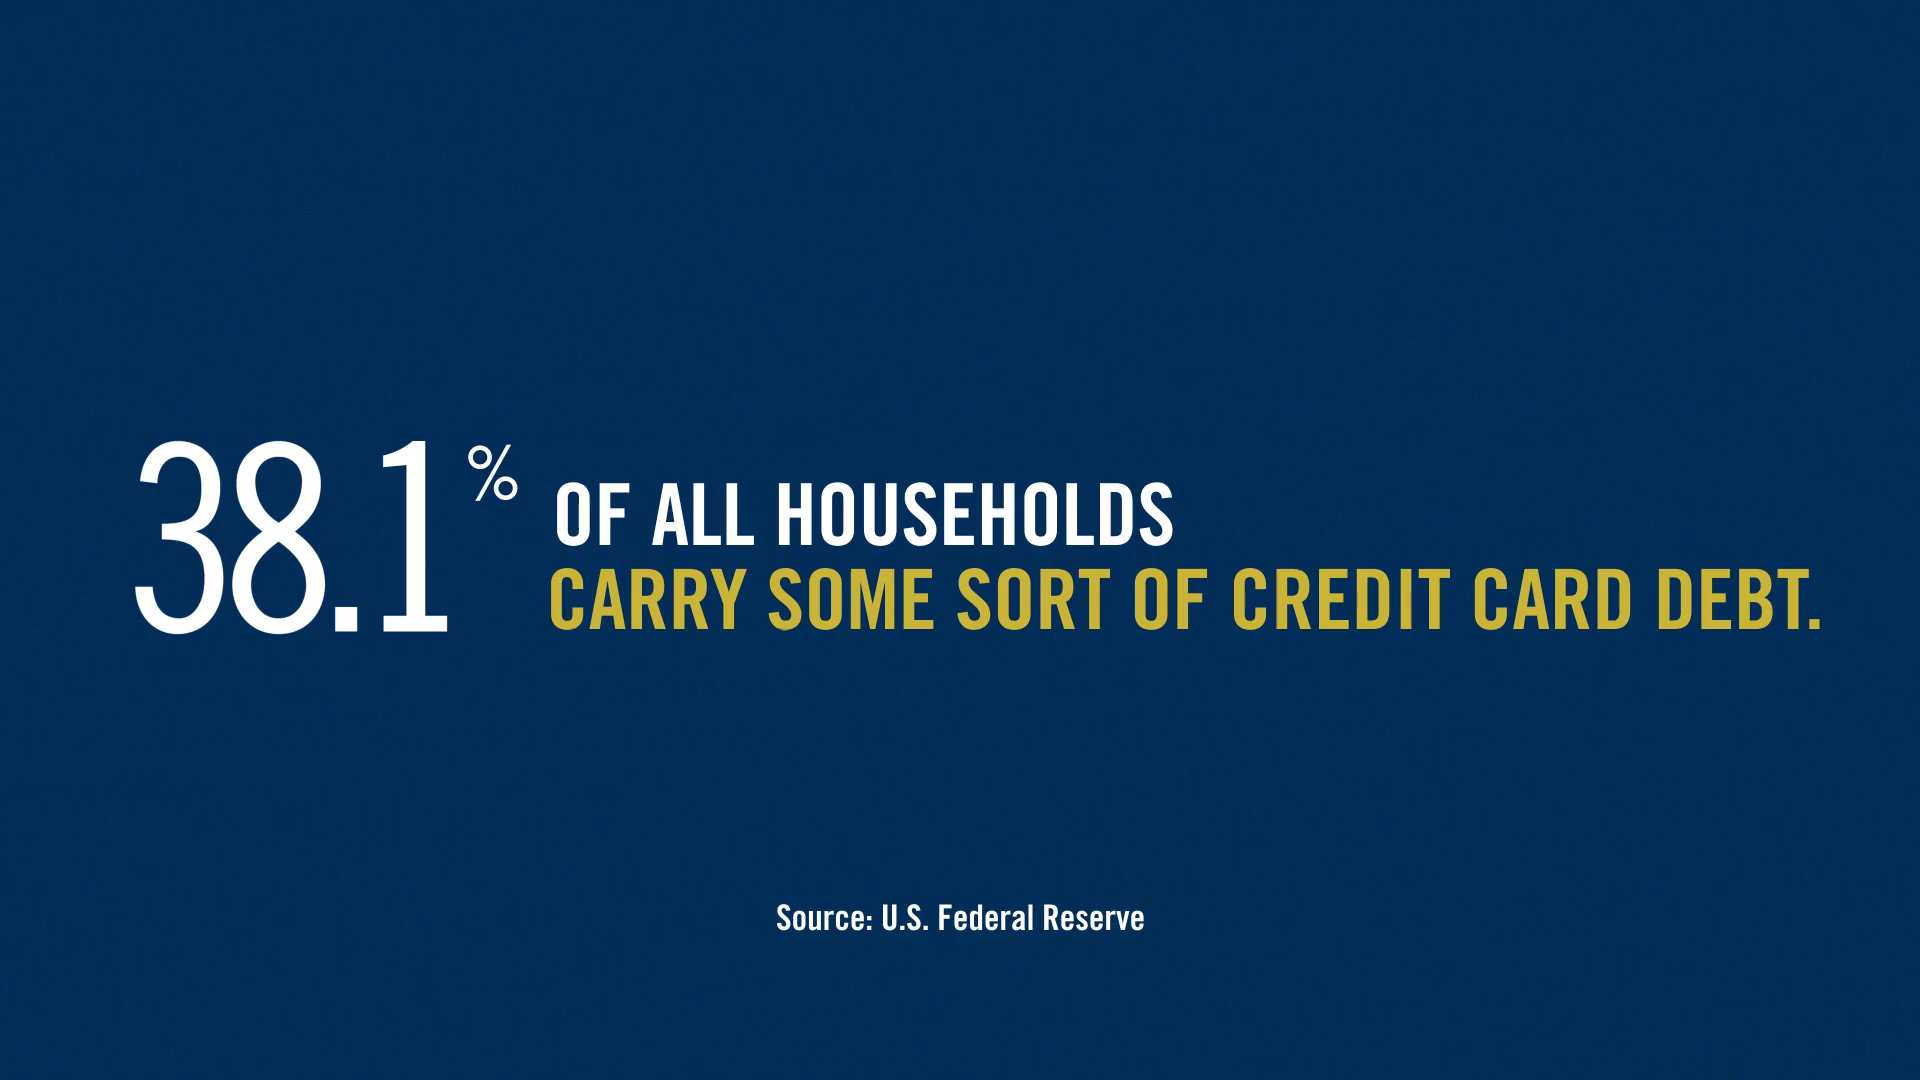 38.1% OF ALL HOUSEHOLDS
CARRY SOME SORT OF CREDIT CARD DEBT.
Source: U.S. Federal Reserve